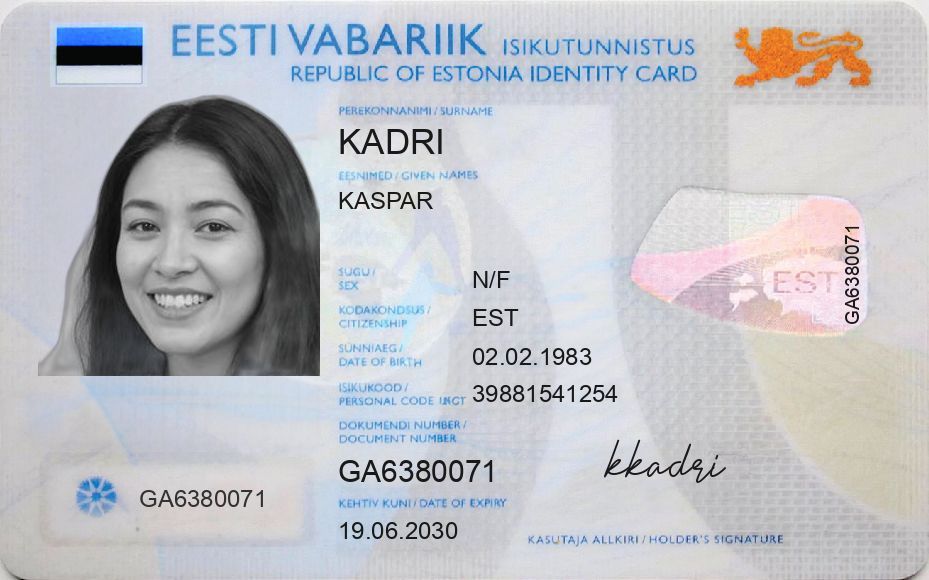 EESTI VABARIIK ISIKUTUNNISTUS
REPUBLIC OF ESTONIA IDENTITY CARD
PEREKONNANIMI / SURNAME
KADRI
EESNIMED / GIVEN NAMES
KASPAR
SUGU /
SEX
N/F
KODAKONDSUS /
CITIZENSHIP
EST
SÜNNIAEG /
DATE OF BIRTH
02.02.1983
ISIKUKOOD /
PERSONAL CODE
39881541254
DOKUMENDI NUMBER /
DOCUMENT NUMBER
GA6380071
KEHTIV KUNI / DATE OF EXPIRY
19.06.2030
GA6380071
EST
GA6380071
kkadri
KASUTAJA ALLKIRI / HOLDER'S SIGNATURE